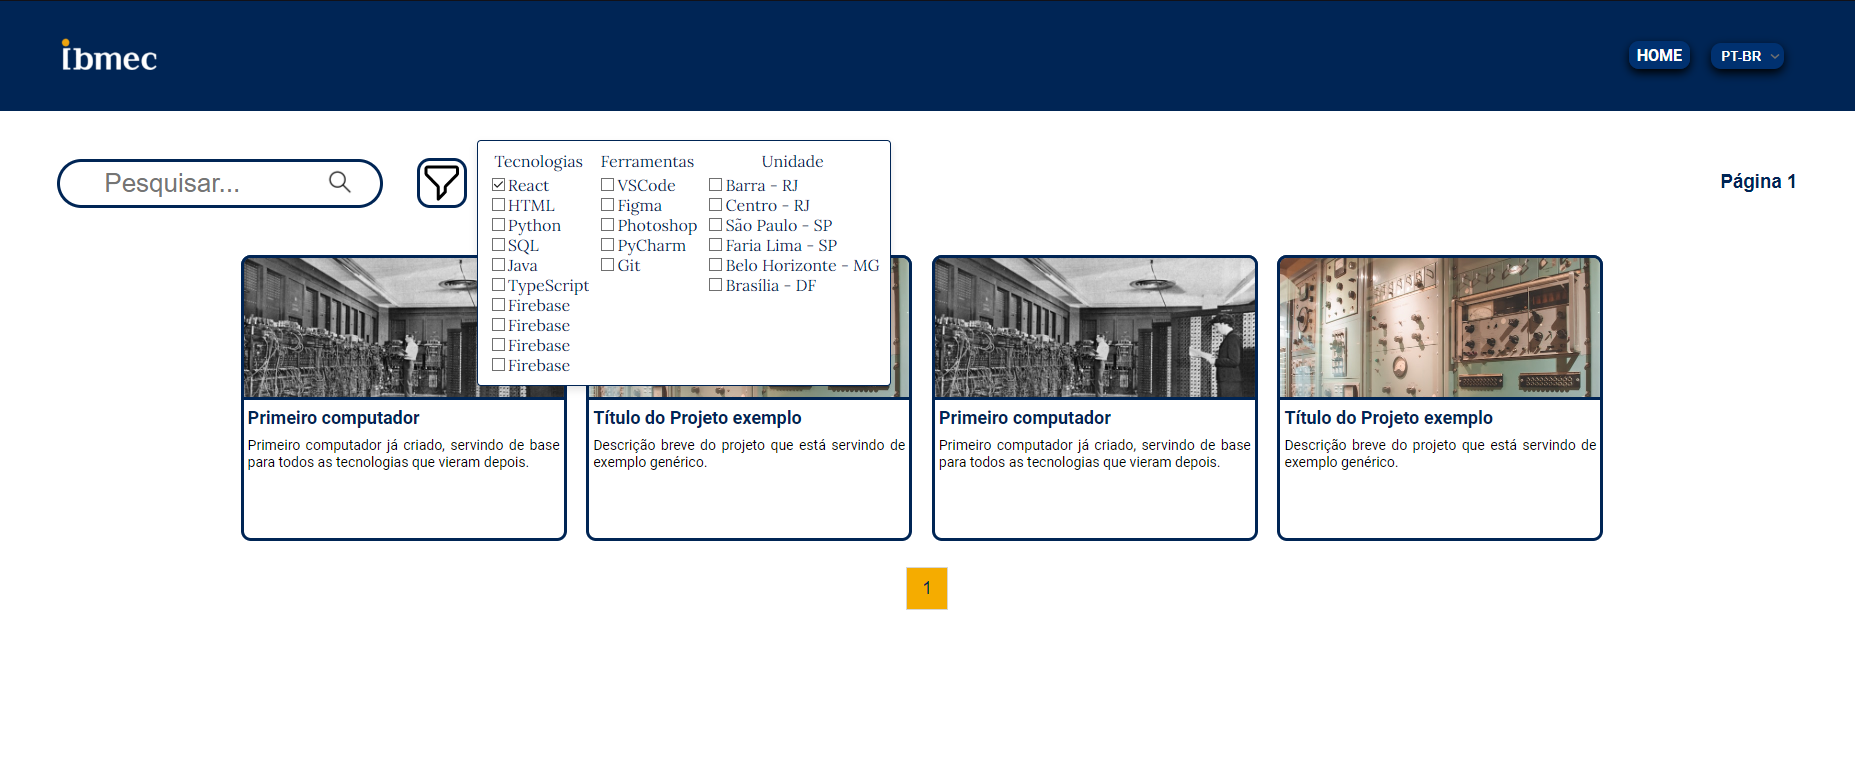 ibmec
HOME
PT-BR
Pesquisar...
Tecnologias
React
HTML
Python
SQL
Java
TypeScript
Firebase
Firebase
Firebase
Firebase
Ferramentas
VSCode
Figma
Photoshop
PyCharm
Git
Unidade
Barra - RJ
Centro - RJ
São Paulo - SP
Faria Lima - SP
Belo Horizonte - MG
Brasília - DF
Página 1
Primeiro computador
Primeiro computador já criado, servindo de base
para todos as tecnologias que vieram depois.
Título do Projeto exemplo
Descrição breve do projeto que está servindo de
exemplo genérico.
Primeiro computador
Primeiro computador já criado, servindo de base
para todos as tecnologias que vieram depois.
Título do Projeto exemplo
Descrição breve do projeto que está servindo de
exemplo genérico.
1